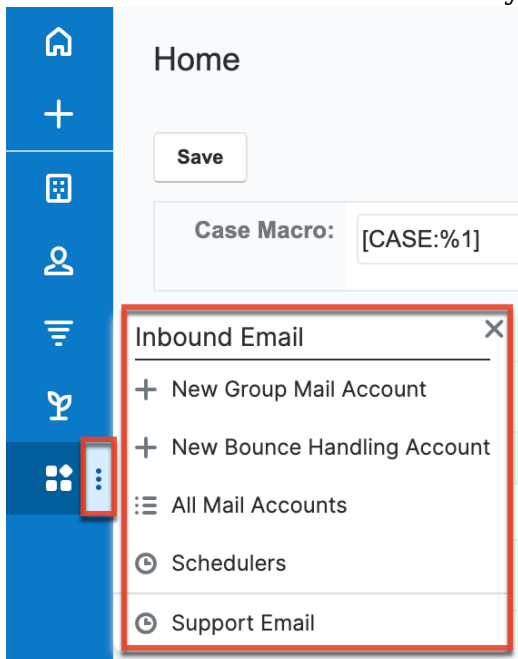 Home
Save
Case Macro:
[CASE:%1]
Inbound Email
New Group Mail Account
New Bounce Handling Account
All Mail Accounts
Schedulers
Support Email